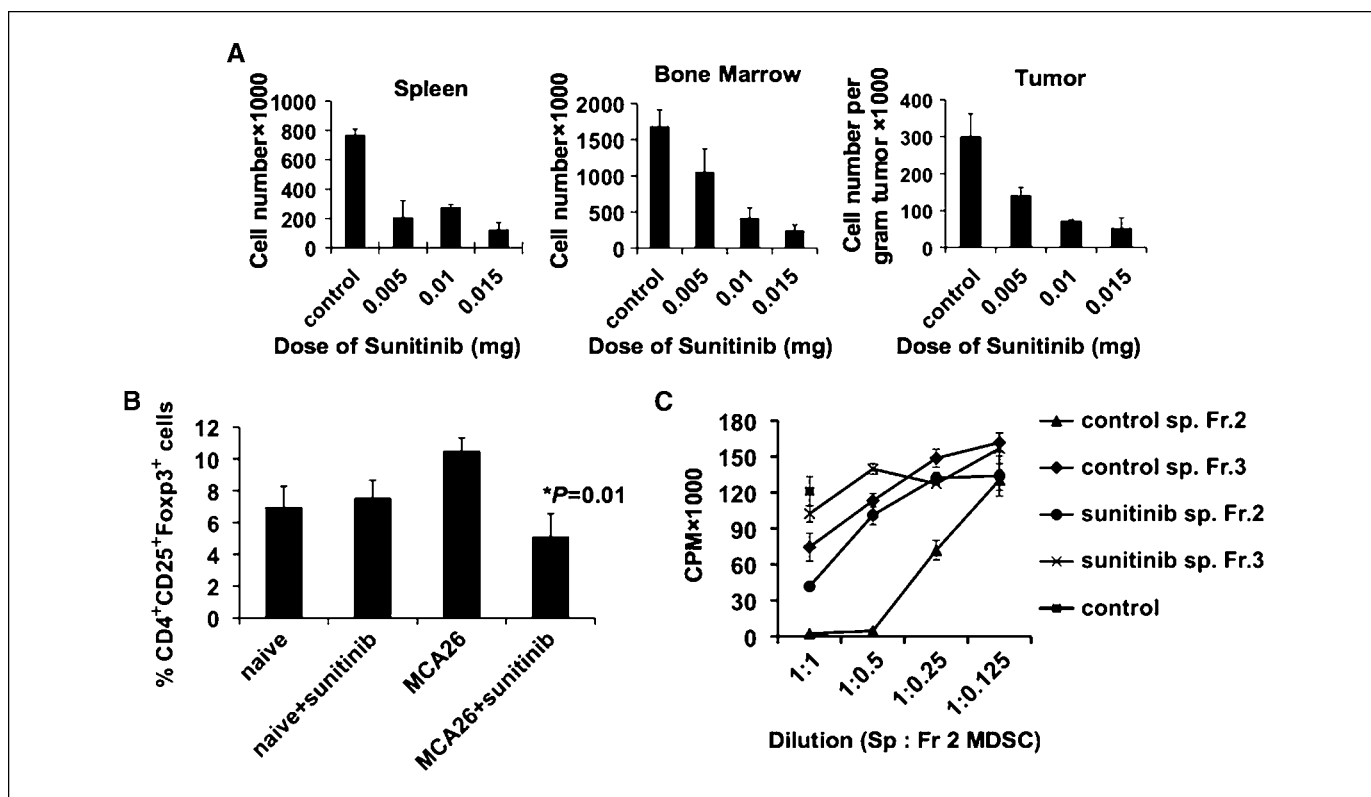 A
Spleen
Cell number×1000
1000
800
600
400
200
0
control
0.005
0.01
0.015
Dose of Sunitinib (mg)
Bone Marrow
Cell number×1000
2000
1500
1000
500
0
control
0.005
0.01
0.015
Dose of Sunitinib (mg)
Tumor
Cell number per
gram tumor ×1000
400
300
200
100
0
control
0.005
0.01
0.015
Dose of Sunitinib (mg)
B
% CD4⁺CD25⁺Foxp3⁺ cells
12
10
8
6
4
2
0
*P=0.01
naive
naive+sunitinib
MCA26
MCA26+sunitinib
C
CPM×1000
180
150
120
90
60
30
0
1:1
1:0.5
1:0.25
1:0.125
Dilution (Sp : Fr 2 MDSC)
control sp. Fr.2
control sp. Fr.3
sunitinib sp. Fr.2
sunitinib sp. Fr.3
control